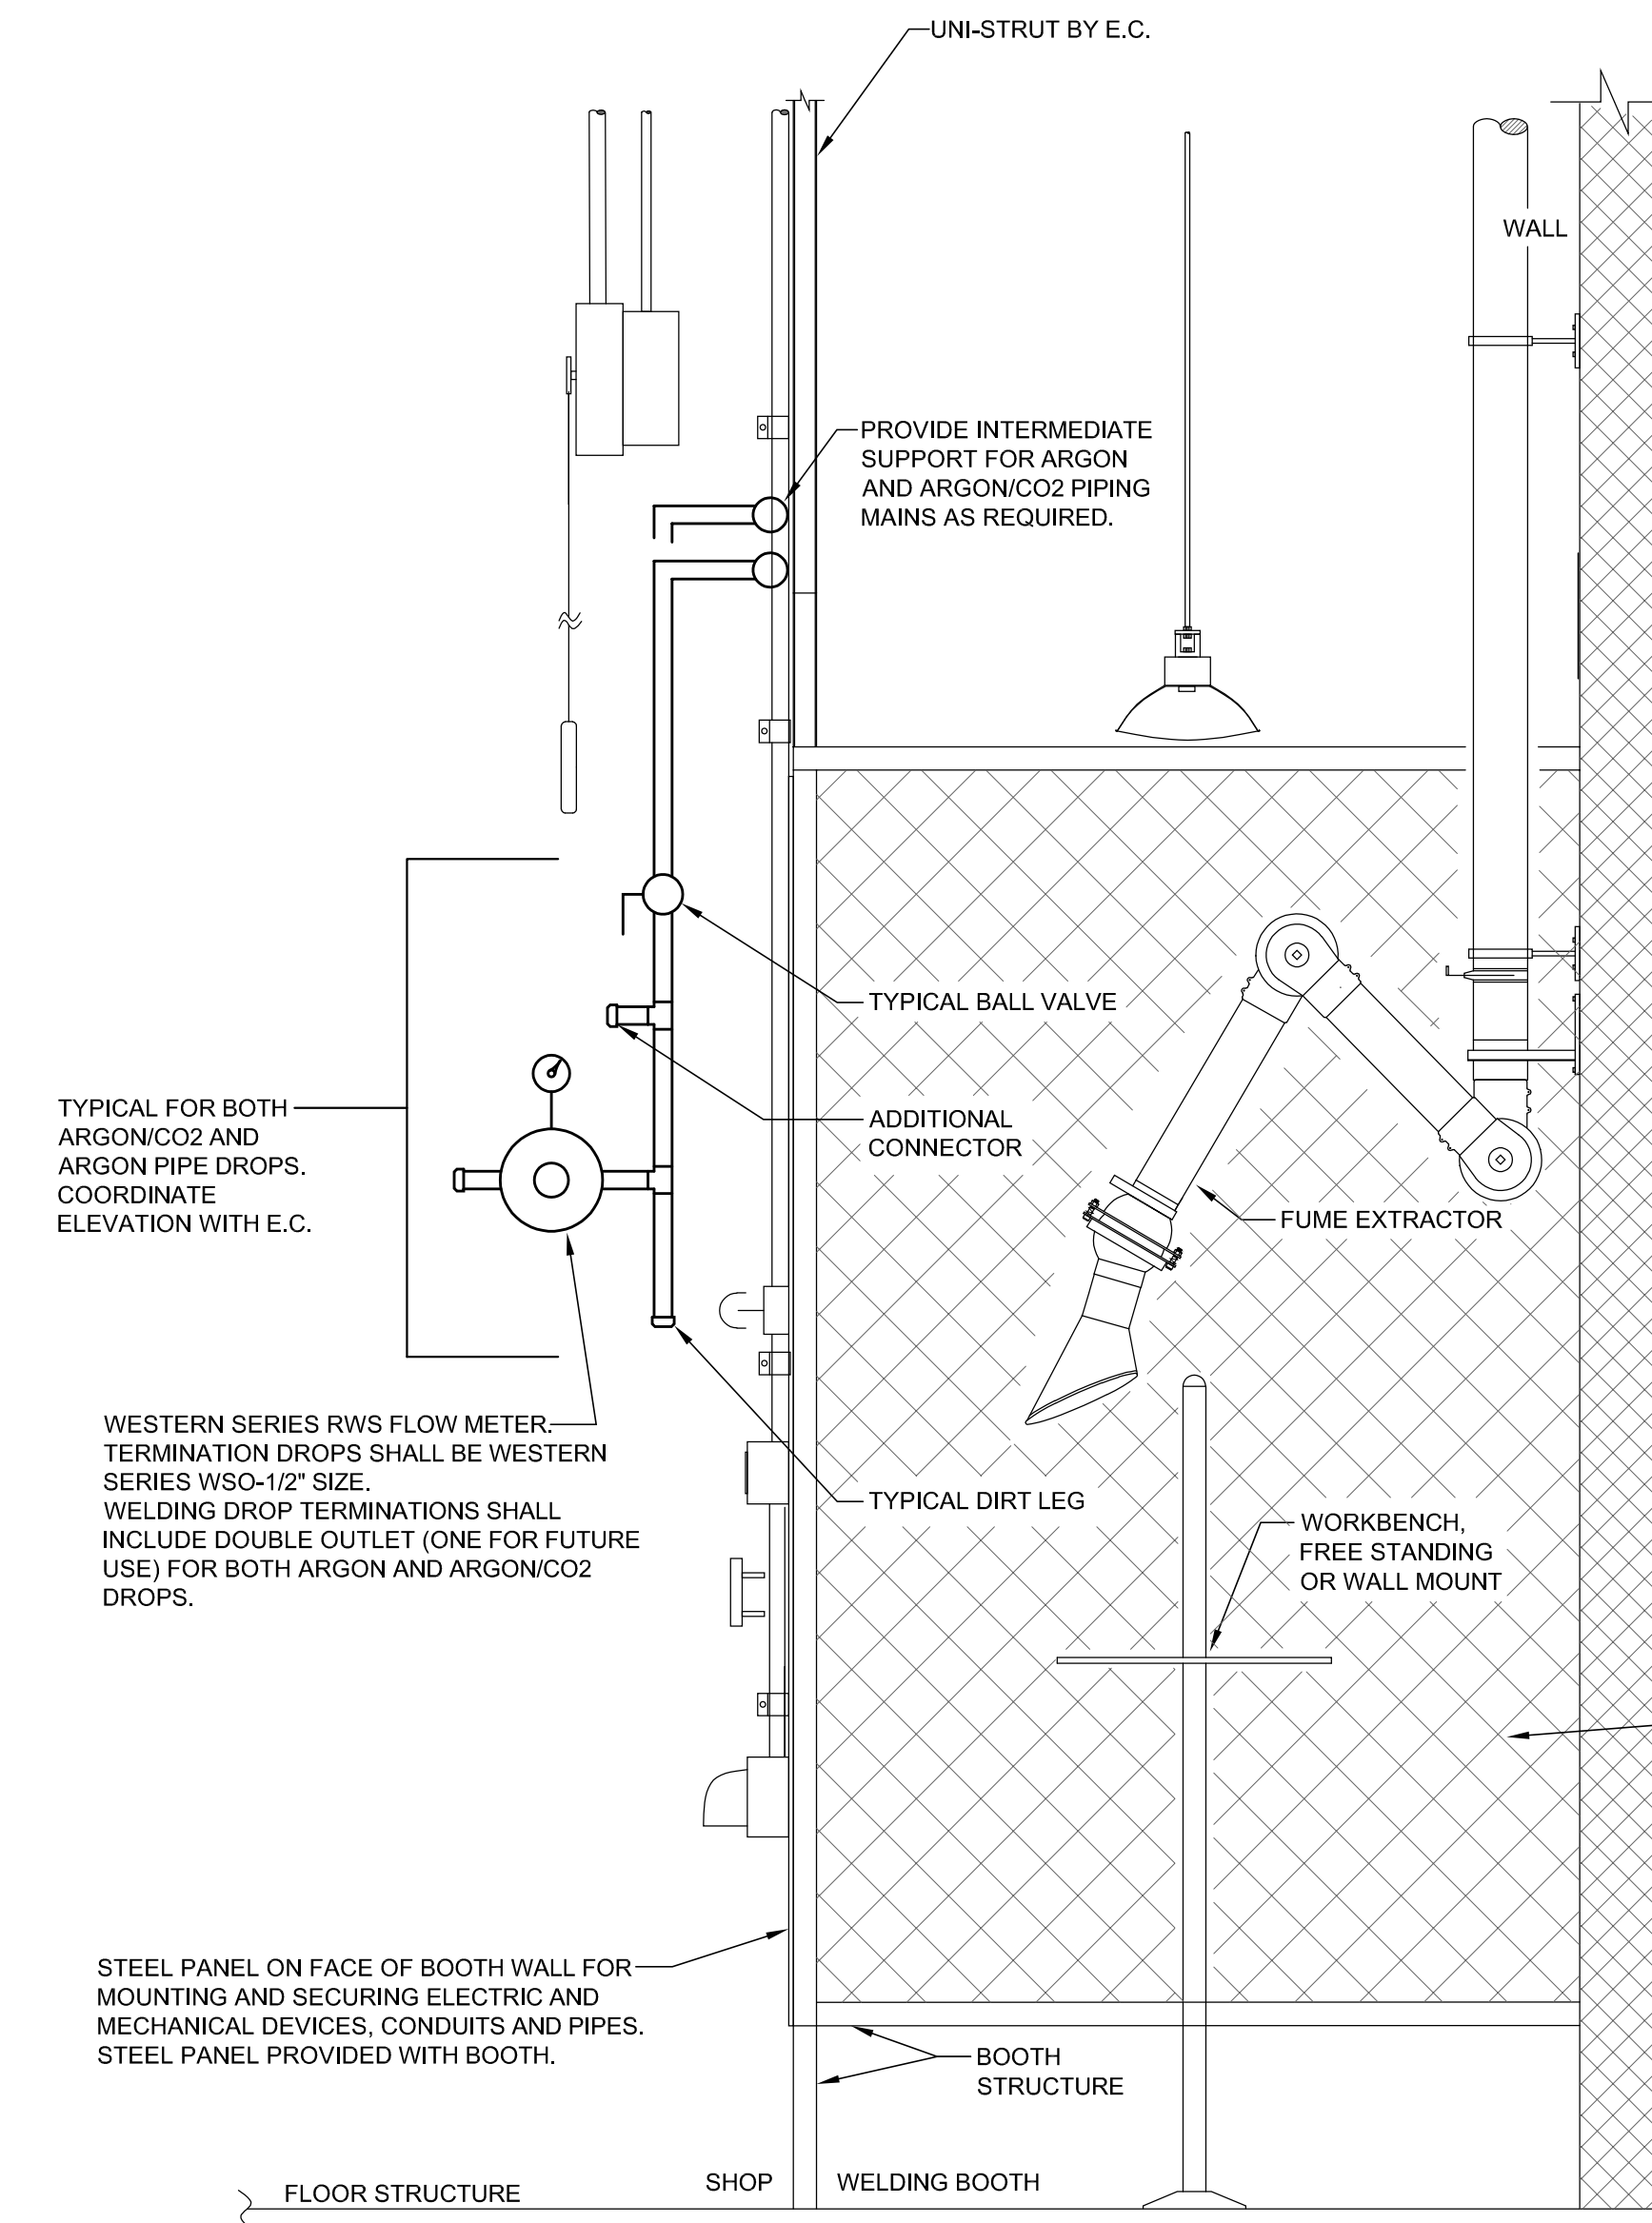 UNI-STRUT BY E.C.
WALL
PROVIDE INTERMEDIATE
SUPPORT FOR ARGON
AND ARGON/CO2 PIPING
MAINS AS REQUIRED.
TYPICAL BALL VALVE
TYPICAL FOR BOTH
ARGON/CO2 AND
ARGON PIPE DROPS.
COORDINATE
ELEVATION WITH E.C.
ADDITIONAL
CONNECTOR
FUME EXTRACTOR
WESTERN SERIES RWS FLOW METER.
TERMINATION DROPS SHALL BE WESTERN
SERIES WSO-1/2" SIZE.
WELDING DROP TERMINATIONS SHALL
INCLUDE DOUBLE OUTLET (ONE FOR FUTURE
USE) FOR BOTH ARGON AND ARGON/CO2
DROPS.
TYPICAL DIRT LEG
WORKBENCH,
FREE STANDING
OR WALL MOUNT
STEEL PANEL ON FACE OF BOOTH WALL FOR
MOUNTING AND SECURING ELECTRIC AND
MECHANICAL DEVICES, CONDUITS AND PIPES.
STEEL PANEL PROVIDED WITH BOOTH.
BOOTH
STRUCTURE
FLOOR STRUCTURE
SHOP
WELDING BOOTH